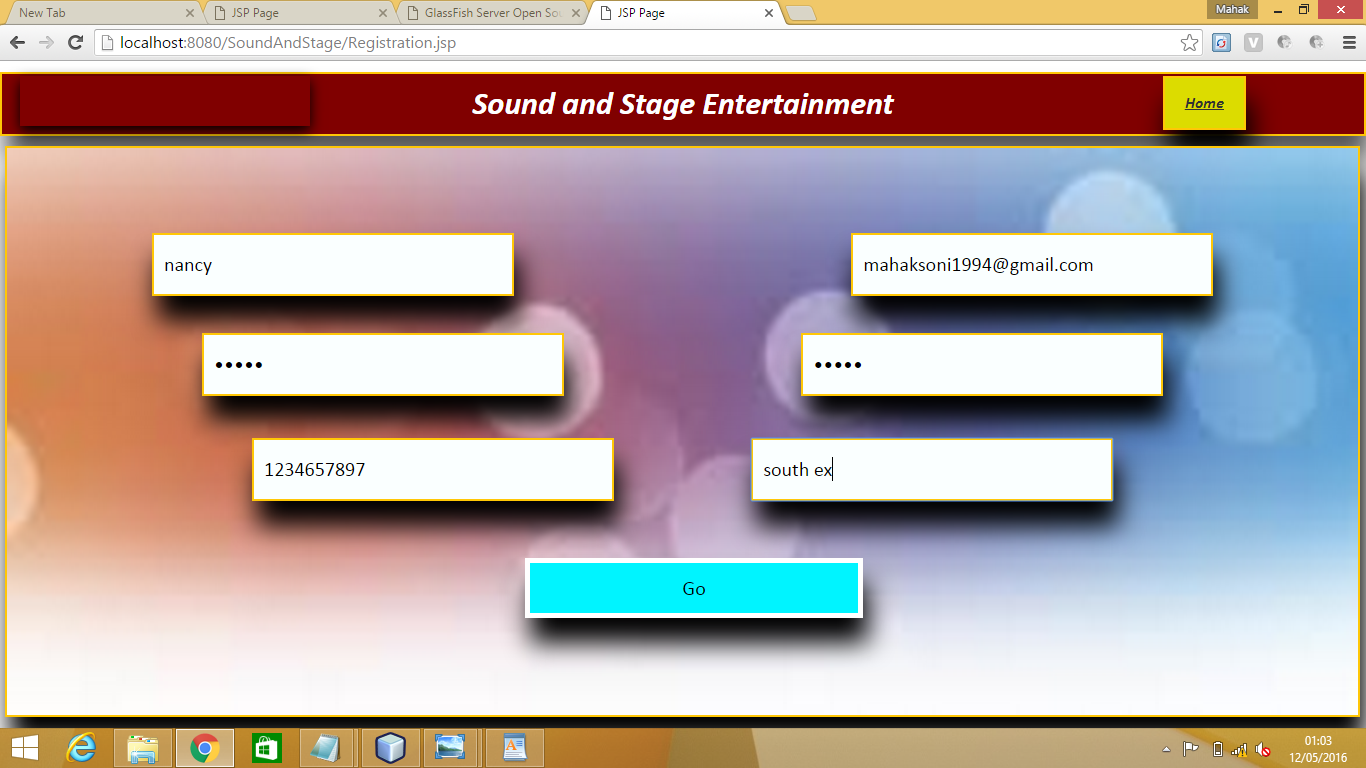 New Tab
JSP Page
GlassFish Server Open Sou
JSP Page
Mahak
localhost:8080/SoundAndStage/Registration.jsp
Sound and Stage Entertainment
Home
nancy
mahaksoni1994@gmail.com
•••••
•••••
1234657897
south ex
Go
01:03
12/05/2016